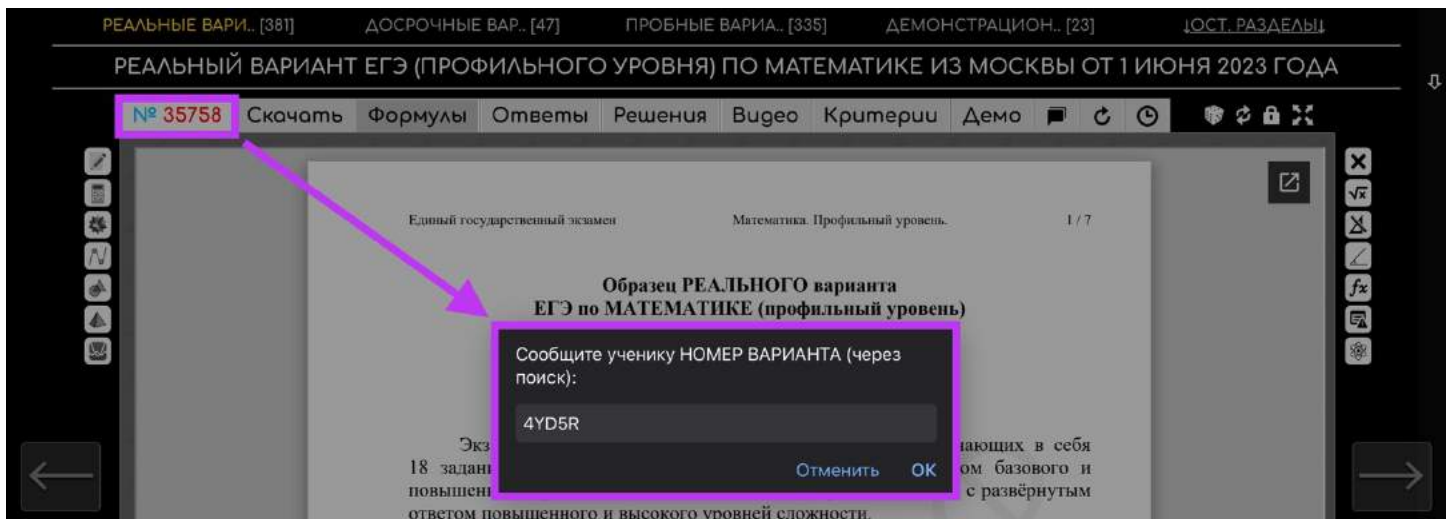 РЕАЛЬНЫЕ ВАРИ.. [381] ДОСРОЧНЫЕ ВАР.. [47] ПРОБНЫЕ ВАРИА.. [335] ДЕМОНСТРАЦИОН.. [23] ↓ОСТ. РАЗДЕЛЫ↓
РЕАЛЬНЫЙ ВАРИАНТ ЕГЭ (ПРОФИЛЬНОГО УРОВНЯ) ПО МАТЕМАТИКЕ ИЗ МОСКВЫ ОТ 1 ИЮНЯ 2023 ГОДА
№ 35758 Скачать Формулы Ответы Решения Видео Критерии Демо
Единый государственный экзамен Математика. Профильный уровень. 1 / 7
Образец РЕАЛЬНОГО варианта
ЕГЭ по МАТЕМАТИКЕ (профильный уровень)
Сообщите ученику НОМЕР ВАРИАНТА (через
поиск):
4YD5R
Отменить OK
Экз ающих в себя
18 задан ом базового и
повышен с развёрнутым
ответом повышенного и высокого уровней сложности.
√x
fx